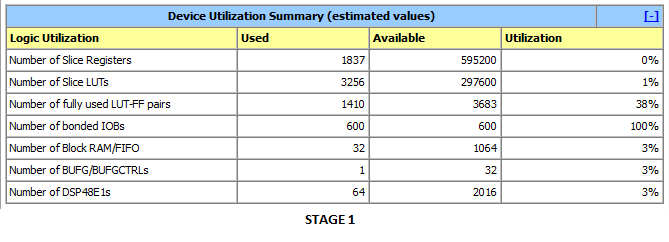 Device Utilization Summary (estimated values) [-]
Logic Utilization Used Available Utilization
Number of Slice Registers 1837 595200 0%
Number of Slice LUTs 3256 297600 1%
Number of fully used LUT-FF pairs 1410 3683 38%
Number of bonded IOBs 600 600 100%
Number of Block RAM/FIFO 32 1064 3%
Number of BUFG/BUFGCTRLs 1 32 3%
Number of DSP48E1s 64 2016 3%
STAGE 1